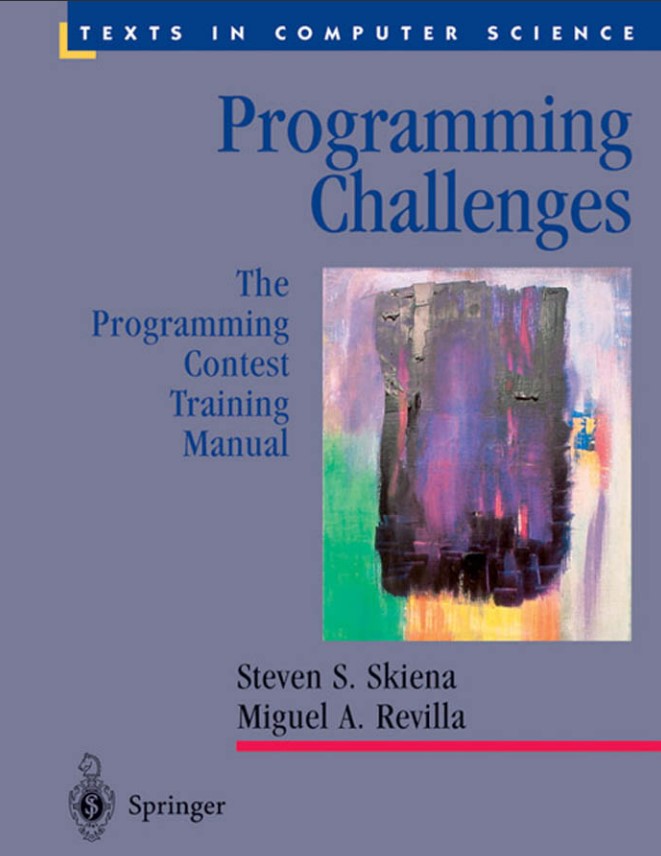 TEXTS IN COMPUTER SCIENCE
Programming
Challenges
The
Programming
Contest
Training
Manual
Steven S. Skiena
Miguel A. Revilla
Springer